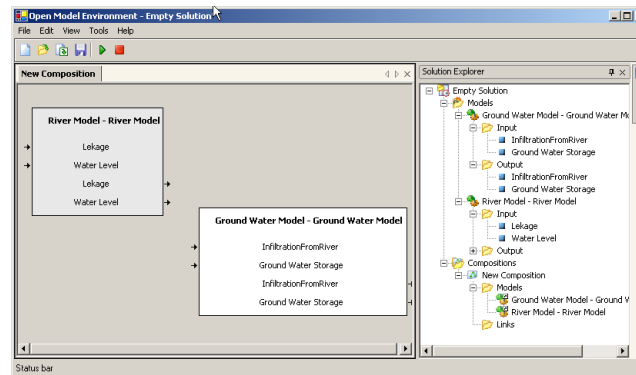 Open Model Environment - Empty Solution
File Edit View Tools Help
New Composition
River Model - River Model
Lekage
Water Level
Lekage
Water Level
Ground Water Model - Ground Water Model
InfiltrationFromRiver
Ground Water Storage
InfiltrationFromRiver
Ground Water Storage
Solution Explorer
Empty Solution
Models
Ground Water Model - Ground Water Mo
Input
InfiltrationFromRiver
Ground Water Storage
Output
InfiltrationFromRiver
Ground Water Storage
River Model - River Model
Input
Lekage
Water Level
Output
Compositions
New Composition
Models
Ground Water Model - Ground W
River Model - River Model
Links
Status bar